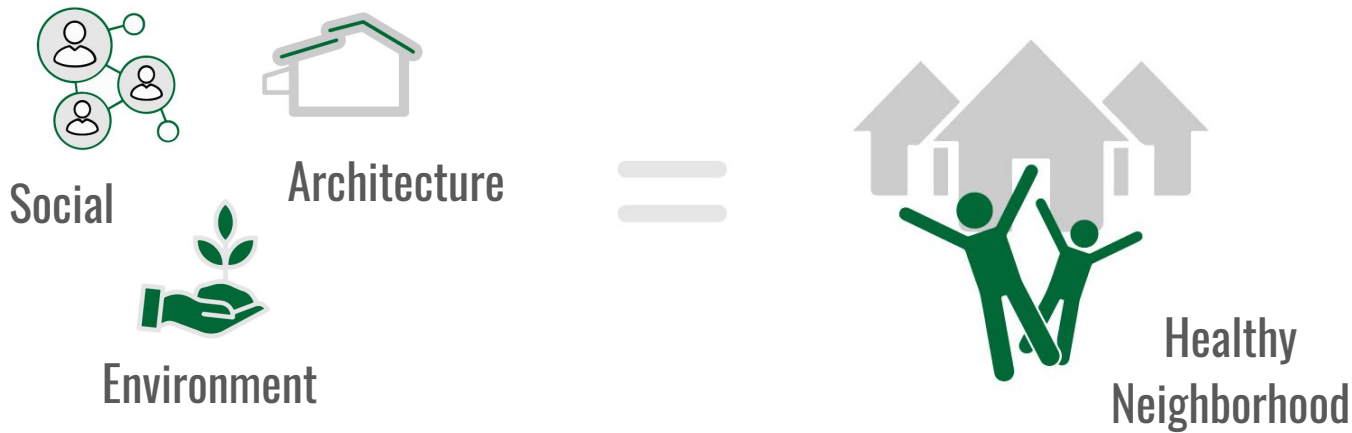 Social
Architecture
Environment
Healthy
Neighborhood